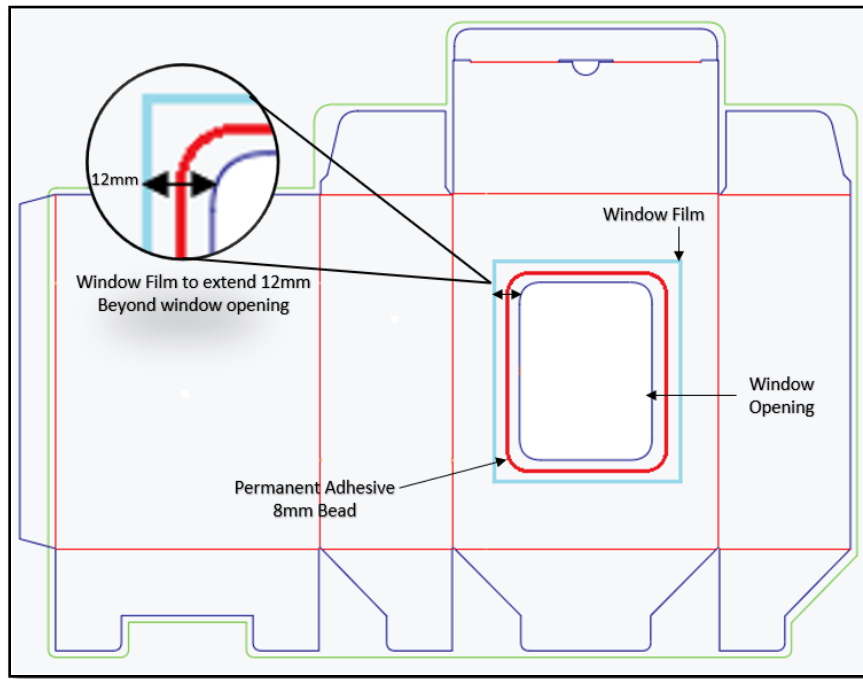 12mm
Window Film to extend 12mm
Beyond window opening
Window Film
Window
Opening
Permanent Adhesive
8mm Bead